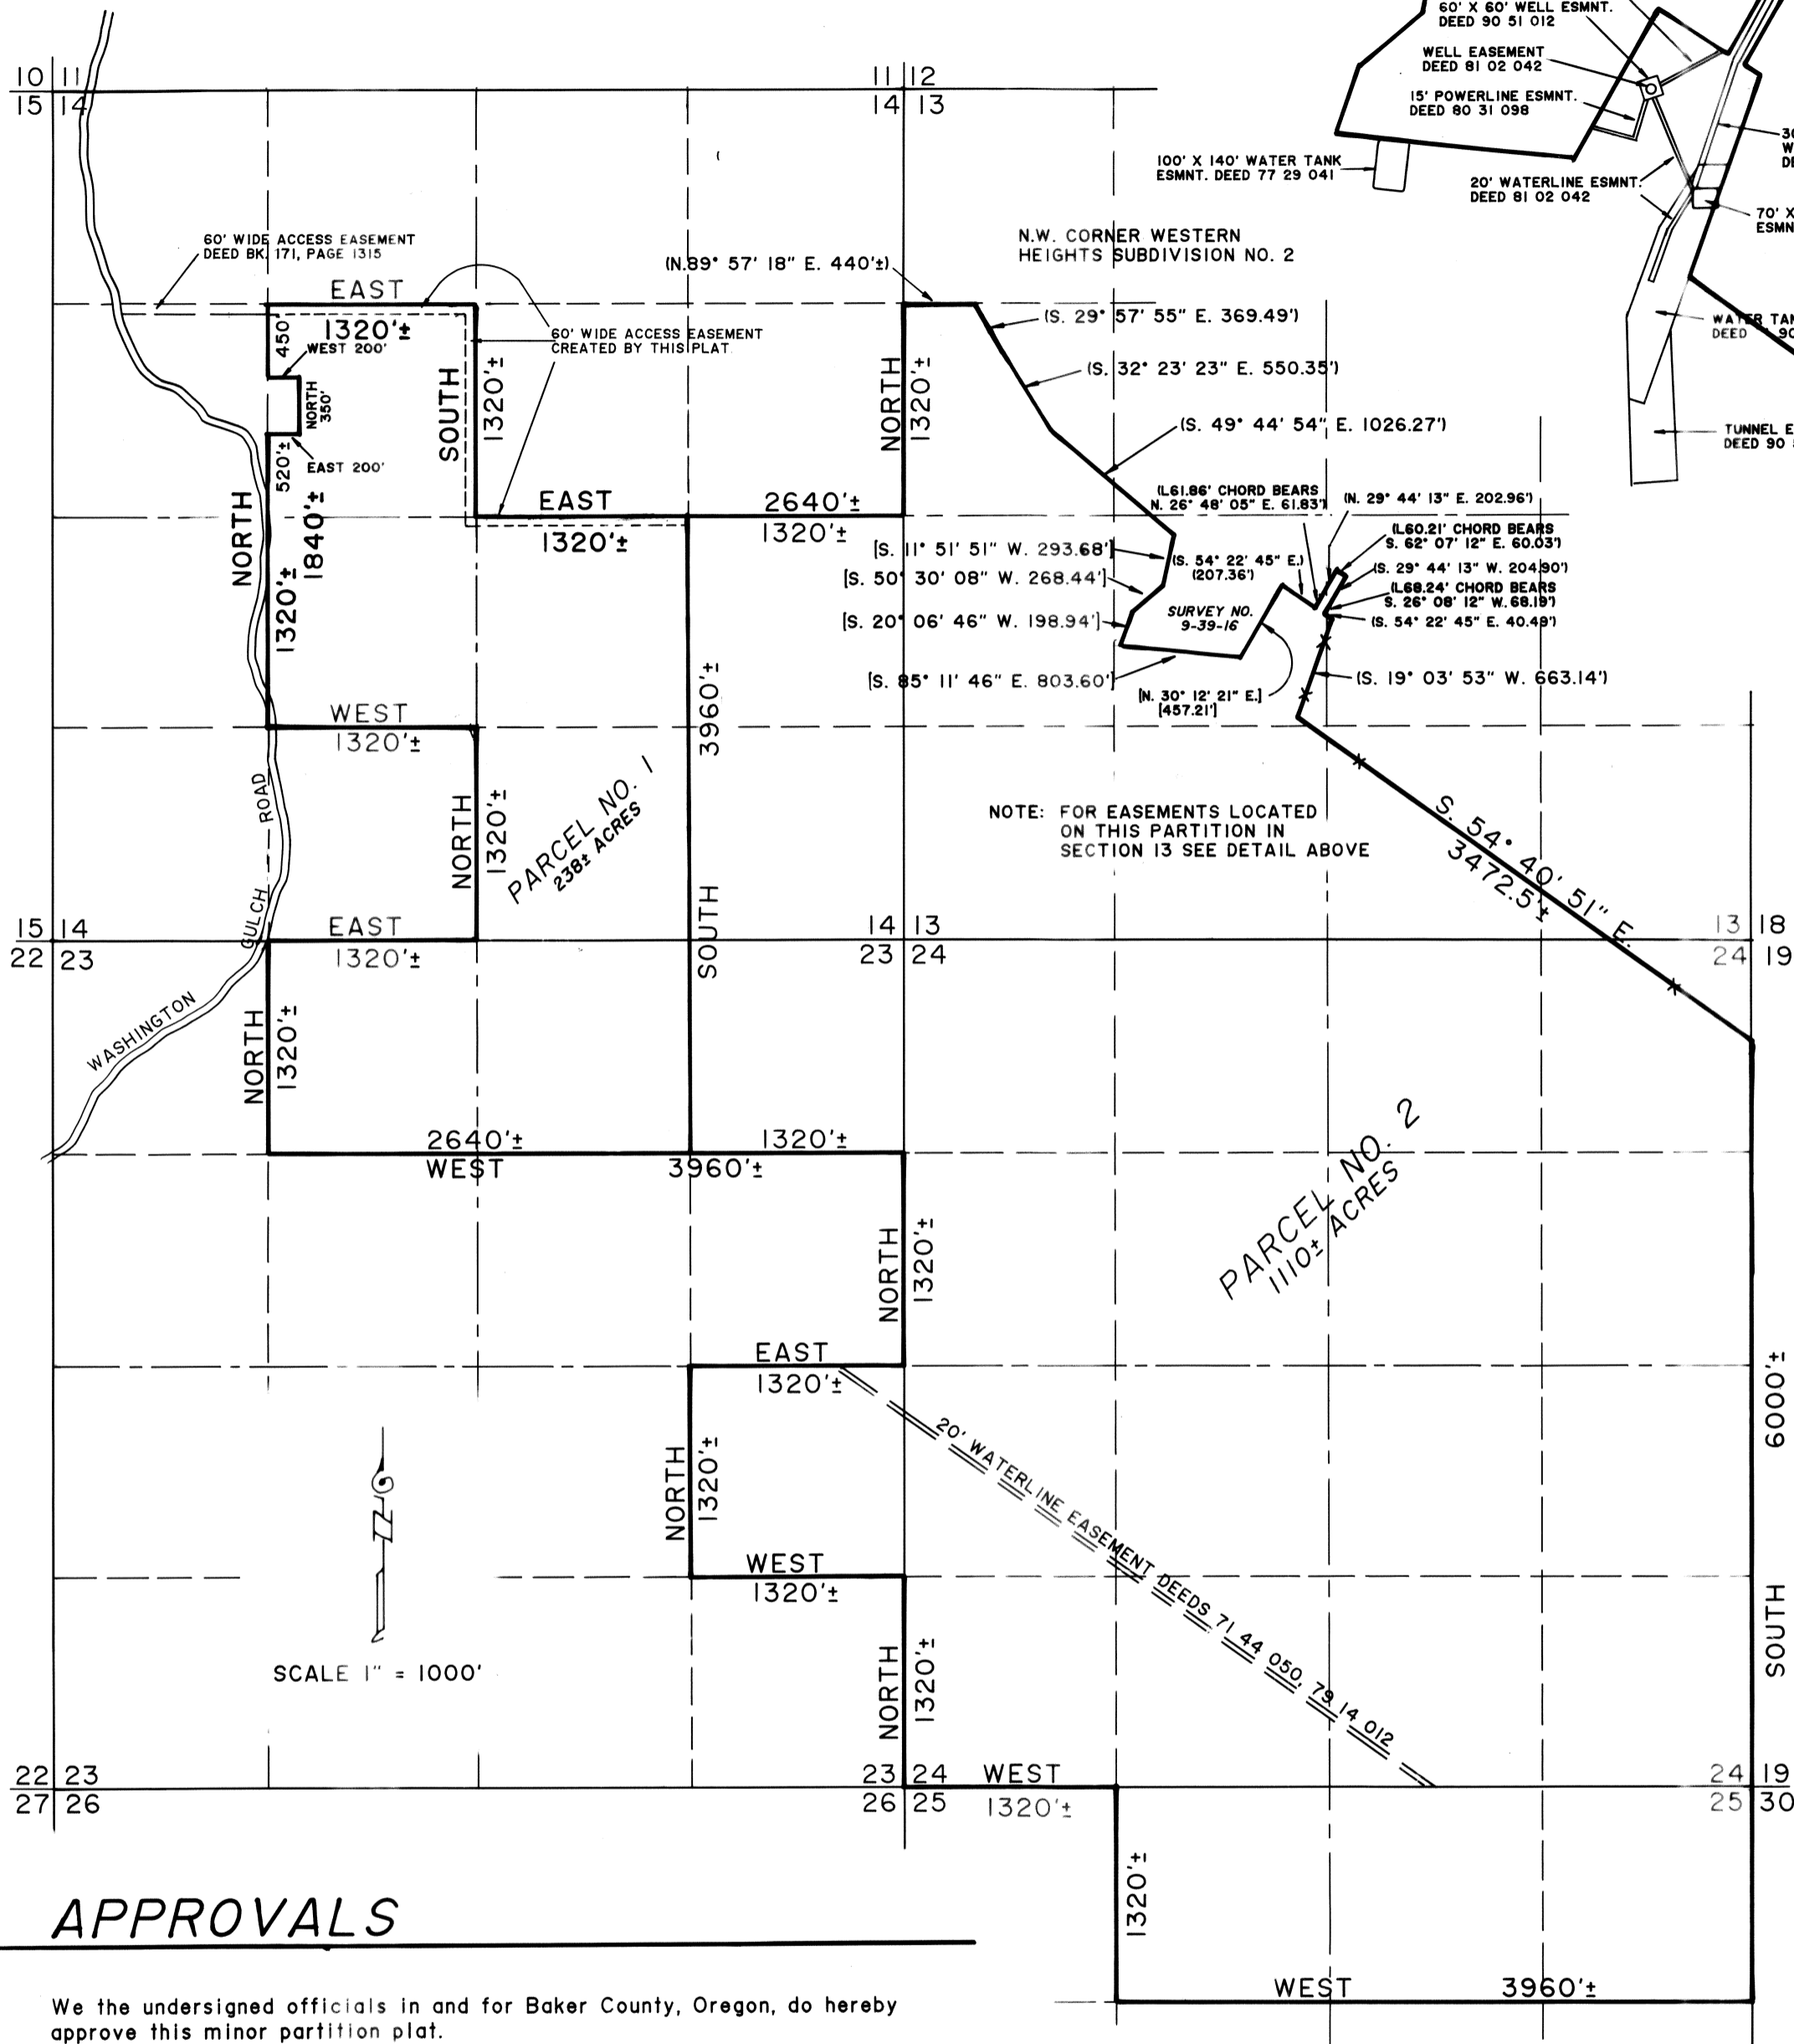 60' X 60' WELL ESMNT.
DEED 90 51 012
WELL EASEMENT
DEED 81 02 042
15' POWERLINE ESMNT.
DEED 80 31 098
100' X 140' WATER TANK
ESMNT. DEED 77 29 041
20' WATERLINE ESMNT.
DEED 81 02 042
70' X
ESMN
WATER TAN
DEED
TUNNEL E
DEED 90
10 11
15 14
11 12
14 13
60' WIDE ACCESS EASEMENT
DEED BK. 171, PAGE 1315
EAST
1320'±
450'
WEST 200'
NORTH
350'
520'±
EAST 200'
SOUTH
1320'±
60' WIDE ACCESS EASEMENT
CREATED BY THIS PLAT.
(N.89° 57' 18" E. 440'±)
N.W. CORNER WESTERN
HEIGHTS SUBDIVISION NO. 2
NORTH
1320'±
(S. 29° 57' 55" E. 369.49')
(S. 32° 23' 23" E. 550.35')
(S. 49° 44' 54" E. 1026.27')
EAST
2640'±
1320'±
1320'±
(L61.86' CHORD BEARS
N. 26° 48' 05" E. 61.83')
(N. 29° 44' 13" E. 202.96')
(L60.21' CHORD BEARS
S. 62° 07' 12" E. 60.03')
(S. 29° 44' 13" W. 204.90')
(L68.24' CHORD BEARS
S. 26° 08' 12" W. 68.19')
(S. 54° 22' 45" E. 40.49')
[S. 11° 51' 51" W. 293.68']
[S. 50° 30' 08" W. 268.44']
[S. 20° 06' 46" W. 198.94']
[S. 85° 11' 46" E. 803.60']
(S. 54° 22' 45" E.)
(207.36')
SURVEY NO.
9-39-16
[N. 30° 12' 21" E.]
[457.21']
(S. 19° 03' 53" W. 663.14')
NORTH
1840'±
1320'±
WEST
1320'±
NORTH
1320'±
PARCEL NO. 1
238± ACRES
3960'±
SOUTH
NOTE: FOR EASEMENTS LOCATED
ON THIS PARTITION IN
SECTION 13 SEE DETAIL ABOVE
S. 54° 40' 51" E.
3472.5'±
WASHINGTON GULCH ROAD
15 14
22 23
EAST
1320'±
14 13
23 24
13 18
24 19
NORTH
1320'±
2640'±
1320'±
WEST
3960'±
PARCEL NO. 2
1110± ACRES
NORTH
1320'±
EAST
1320'±
NORTH
1320'±
WEST
1320'±
20' WATERLINE EASEMENT DEEDS 71 44 050, 79 14 012
6000'±
SOUTH
SCALE 1" = 1000'
NORTH
1320'±
22 23
27 26
23 24
26 25
WEST
1320'±
24 19
25 30
1320'±
WEST 3960'±
APPROVALS
We the undersigned officials in and for Baker County, Oregon, do hereby
approve this minor partition plat.